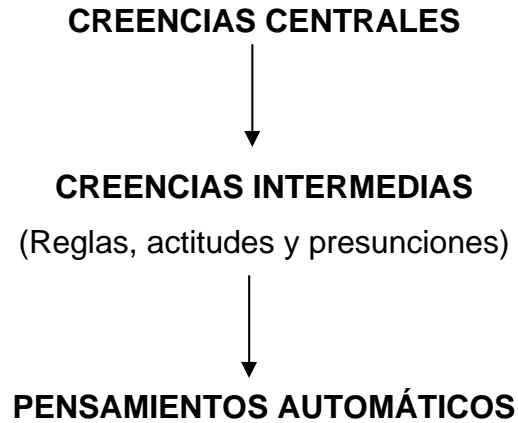 CREENCIAS CENTRALES
CREENCIAS INTERMEDIAS
(Reglas, actitudes y presunciones)
PENSAMIENTOS AUTOMÁTICOS